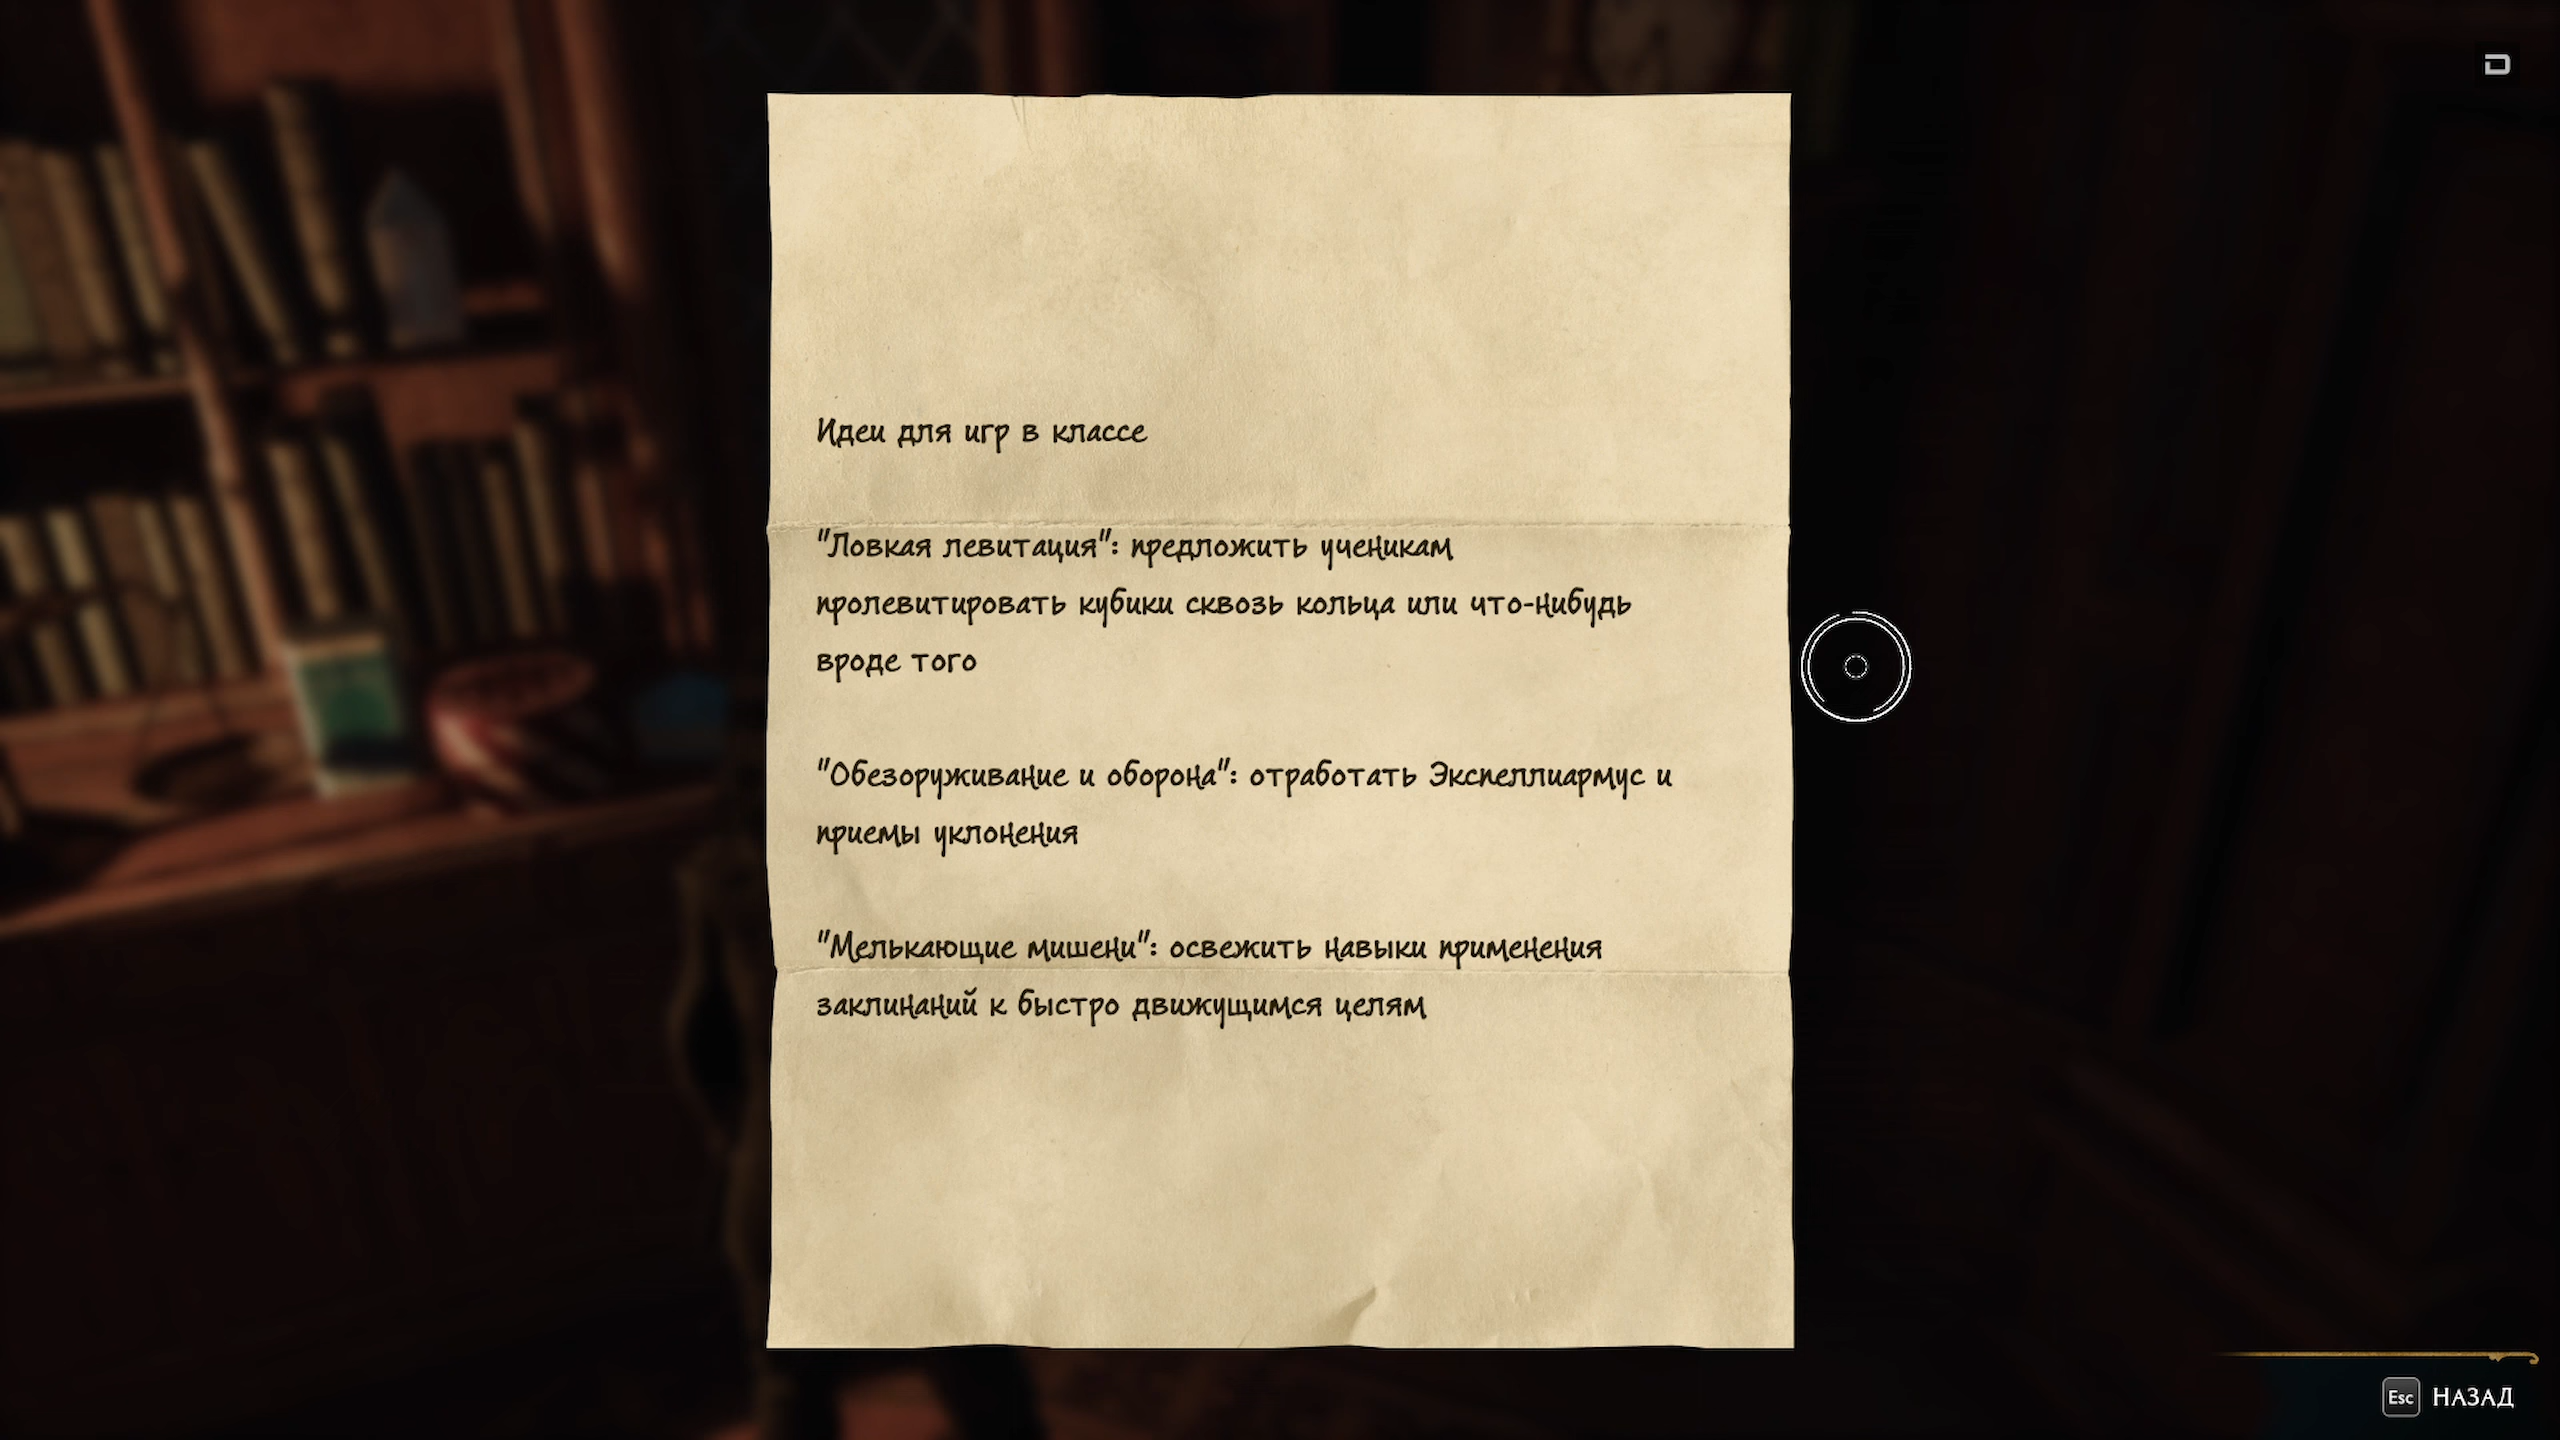 Идеи для игр в классе
"Ловкая левитация": предложить ученикам
пролевитировать кубики сквозь кольца или что-нибудь
вроде того
"Обезоруживание и оборона": отработать Экспеллиармус и
приемы уклонения
"Мелькающие мишени": освежить навыки применения
заклинаний к быстро движущимся целям
Esc НАЗАД